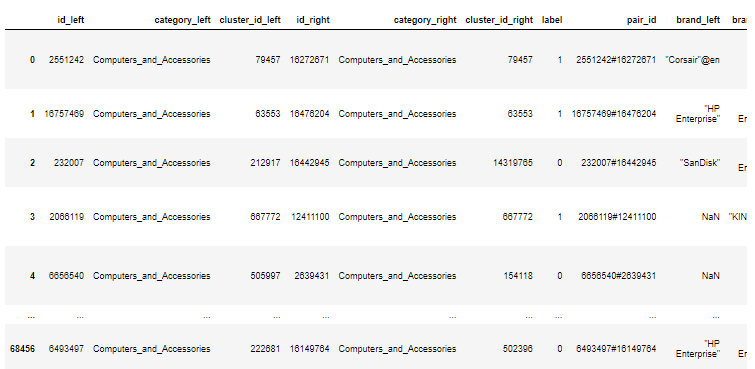 id_left category_left cluster_id_left id_right category_right cluster_id_right label pair_id brand_left bra
0 2551242 Computers_and_Accessories 79457 16272671 Computers_and_Accessories 79457 1 2551242#16272671 "Corsair"@en
1 16757469 Computers_and_Accessories 63553 16476204 Computers_and_Accessories 63553 1 16757469#16476204 "HP
Enterprise" En
2 232007 Computers_and_Accessories 212917 16442945 Computers_and_Accessories 14319765 0 232007#16442945 "SanDisk"
En
3 2066119 Computers_and_Accessories 667772 12411100 Computers_and_Accessories 667772 1 2066119#12411100 NaN "KIN
4 6656540 Computers_and_Accessories 505997 2639431 Computers_and_Accessories 154118 0 6656540#2639431 NaN
... ... ... ... ... ... ... ... ... ...
68456 6493497 Computers_and_Accessories 222681 16149764 Computers_and_Accessories 502396 0 6493497#16149764 "HP
Enterprise" En